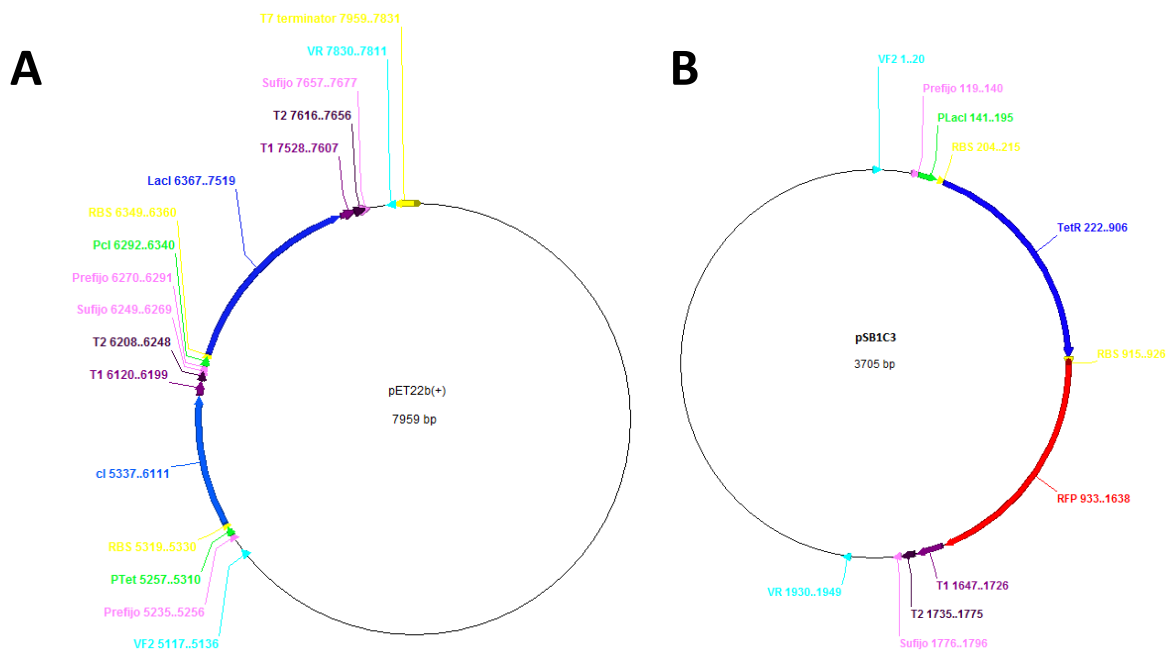 A
T7 terminator 7959..7831
VR 7830..7811
Sufijo 7657..7677
T2 7616..7656
T1 7528..7607
LacI 6367..7519
RBS 6349..6360
PcI 6292..6340
Prefijo 6270..6291
Sufijo 6249..6269
T2 6208..6248
T1 6120..6199
cI 5337..6111
RBS 5319..5330
PTet 5257..5310
Prefijo 5235..5256
VF2 5117..5136
pET22b(+)
7959 bp
B
VF2 1..20
Prefijo 119..140
PLacI 141..195
RBS 204..215
TetR 222..906
RBS 915..926
RFP 933..1638
T1 1647..1726
T2 1735..1775
Sufijo 1776..1796
VR 1930..1949
pSB1C3
3705 bp